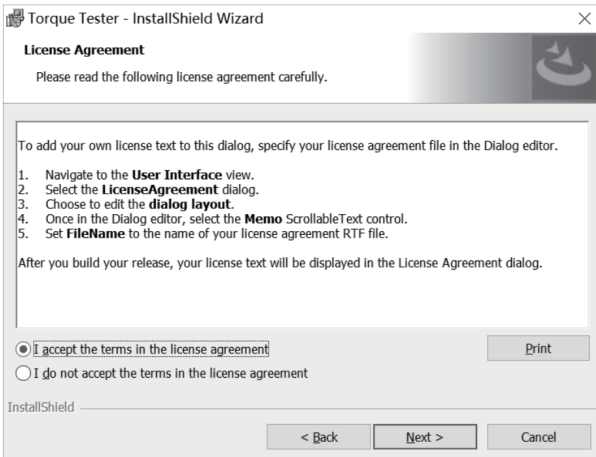 Torque Tester - InstallShield Wizard
License Agreement
Please read the following license agreement carefully.
To add your own license text to this dialog, specify your license agreement file in the Dialog editor.
1. Navigate to the User Interface view.
2. Select the LicenseAgreement dialog.
3. Choose to edit the dialog layout.
4. Once in the Dialog editor, select the Memo ScrollableText control.
5. Set FileName to the name of your license agreement RTF file.
After you build your release, your license text will be displayed in the License Agreement dialog.
I accept the terms in the license agreement
Print
I do not accept the terms in the license agreement
InstallShield
< Back Next > Cancel